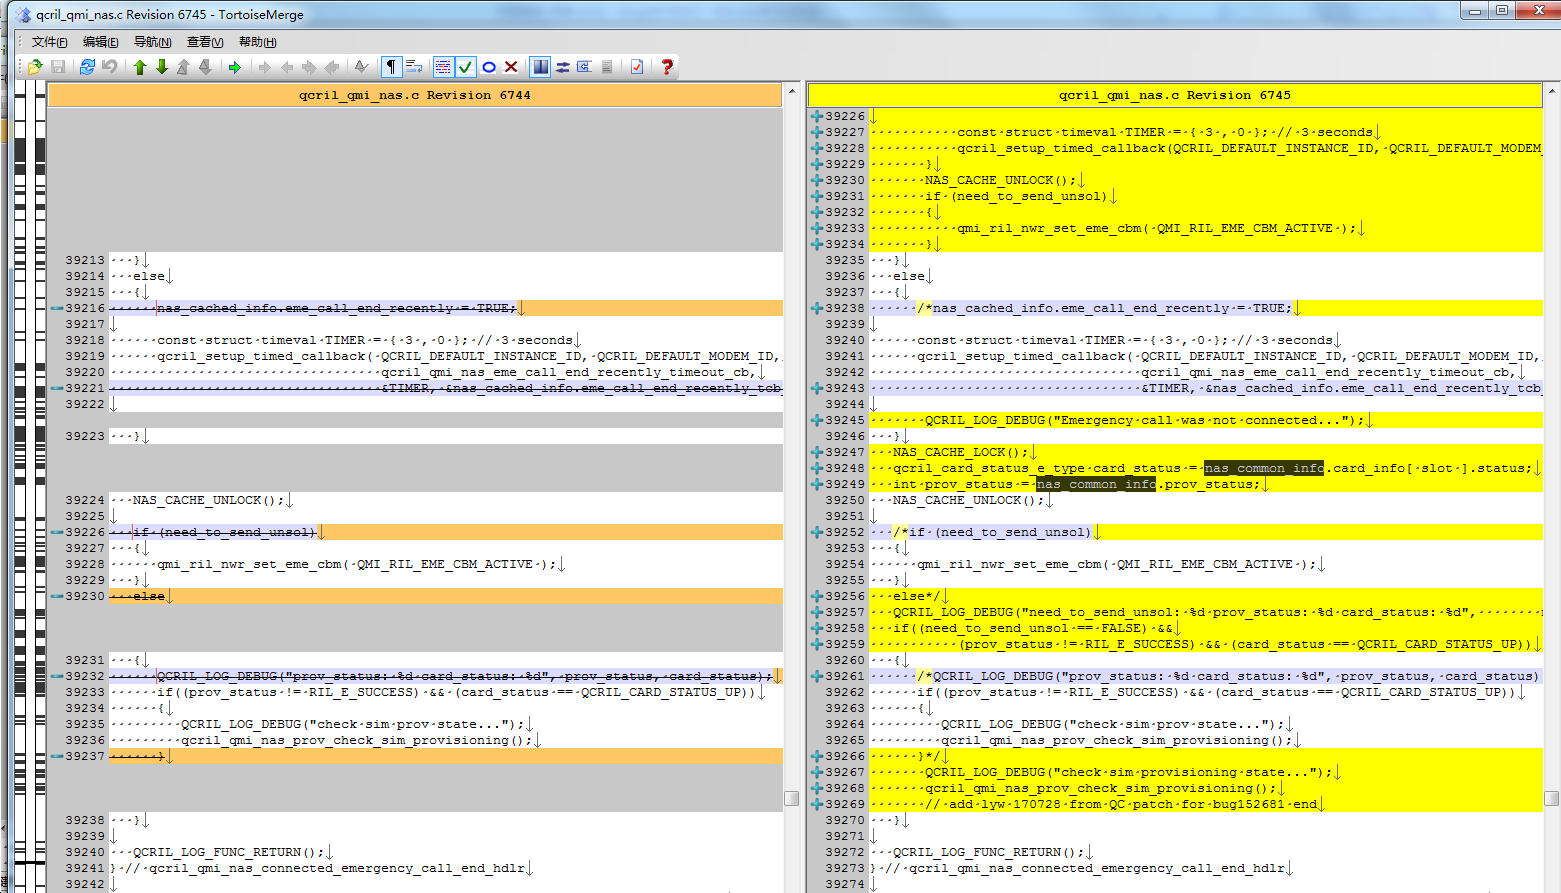 qcril_qmi_nas.c Revision 6745 - TortoiseMerge
文件(F) 编辑(E) 导航(N) 查看(V) 帮助(H)
qcril_qmi_nas.c Revision 6744
39213 }
39214 else
39215 {
39216 nas_cached_info.eme_call_end_recently = TRUE;
39217
39218 const struct timeval TIMER = { 3 , 0 }; // 3 seconds
39219 qcril_setup_timed_callback( QCRIL_DEFAULT_INSTANCE_ID, QCRIL_DEFAULT_MODEM_ID,
39220 qcril_qmi_nas_eme_call_end_recently_timeout_cb,
39221 &TIMER, &nas_cached_info.eme_call_end_recently_tcb
39222
39223 }
39224 NAS_CACHE_UNLOCK();
39225
39226 if (need_to_send_unsol)
39227 {
39228 qmi_ril_nwr_set_eme_cbm( QMI_RIL_EME_CBM_ACTIVE );
39229 }
39230 else
39231 {
39232 QCRIL_LOG_DEBUG("prov_status: %d card_status: %d", prov_status, card_status);
39233 if((prov_status != RIL_E_SUCCESS) && (card_status == QCRIL_CARD_STATUS_UP))
39234 {
39235 QCRIL_LOG_DEBUG("check sim prov state...");
39236 qcril_qmi_nas_prov_check_sim_provisioning();
39237 }
39238 }
39239
39240 QCRIL_LOG_FUNC_RETURN();
39241 } // qcril_qmi_nas_connected_emergency_call_end_hdlr
39242
qcril_qmi_nas.c Revision 6745
39226
39227 const struct timeval TIMER = { 3 , 0 }; // 3 seconds
39228 qcril_setup_timed_callback(QCRIL_DEFAULT_INSTANCE_ID, QCRIL_DEFAULT_MODEM_
39229 }
39230 NAS_CACHE_UNLOCK();
39231 if (need_to_send_unsol)
39232 {
39233 qmi_ril_nwr_set_eme_cbm( QMI_RIL_EME_CBM_ACTIVE );
39234 }
39235 }
39236 else
39237 {
39238 /*nas_cached_info.eme_call_end_recently = TRUE;
39239
39240 const struct timeval TIMER = { 3 , 0 }; // 3 seconds
39241 qcril_setup_timed_callback( QCRIL_DEFAULT_INSTANCE_ID, QCRIL_DEFAULT_MODEM_ID,
39242 qcril_qmi_nas_eme_call_end_recently_timeout_cb,
39243 &TIMER, &nas_cached_info.eme_call_end_recently_tcb
39244
39245 QCRIL_LOG_DEBUG("Emergency call was not connected...");
39246 }
39247 NAS_CACHE_LOCK();
39248 qcril_card_status_e_type card_status = nas_common_info.card_info[ slot ].status;
39249 int prov_status = nas_common_info.prov_status;
39250 NAS_CACHE_UNLOCK();
39251
39252 /*if (need_to_send_unsol)
39253 {
39254 qmi_ril_nwr_set_eme_cbm( QMI_RIL_EME_CBM_ACTIVE );
39255 }
39256 else*/
39257 QCRIL_LOG_DEBUG("need_to_send_unsol: %d prov_status: %d card_status: %d",
39258 if((need_to_send_unsol == FALSE) &&
39259 (prov_status != RIL_E_SUCCESS) && (card_status == QCRIL_CARD_STATUS_UP))
39260 {
39261 /*QCRIL_LOG_DEBUG("prov_status: %d card_status: %d", prov_status, card_status)
39262 if((prov_status != RIL_E_SUCCESS) && (card_status == QCRIL_CARD_STATUS_UP))
39263 {
39264 QCRIL_LOG_DEBUG("check sim prov state...");
39265 qcril_qmi_nas_prov_check_sim_provisioning();
39266 }*/
39267 QCRIL_LOG_DEBUG("check sim provisioning state...");
39268 qcril_qmi_nas_prov_check_sim_provisioning();
39269 // add lyw 170728 from QC patch for bug152681 end
39270 }
39271
39272 QCRIL_LOG_FUNC_RETURN();
39273 } // qcril_qmi_nas_connected_emergency_call_end_hdlr
39274